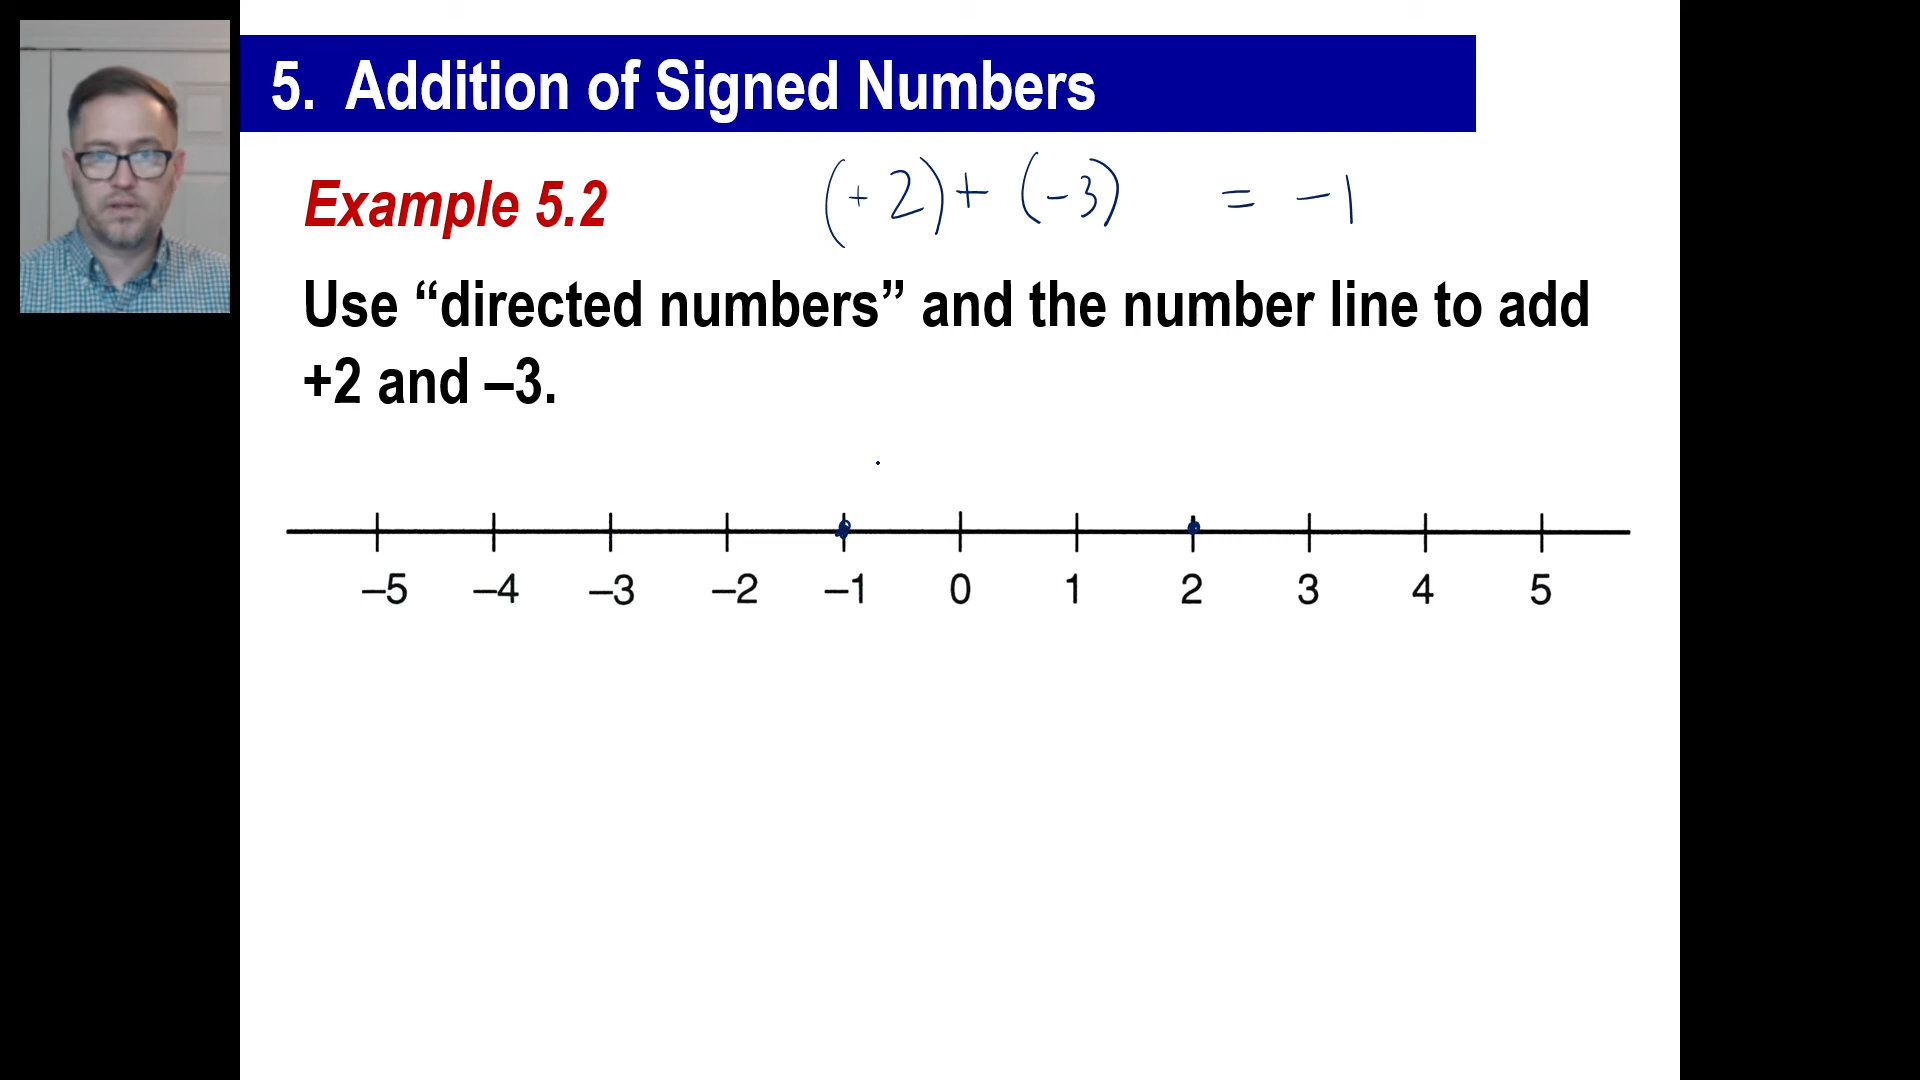 5. Addition of Signed Numbers
Example 5.2 (+2)+ (-3) = -1
Use “directed numbers” and the number line to add
+2 and –3.
–5 –4 –3 –2 –1 0 1 2 3 4 5